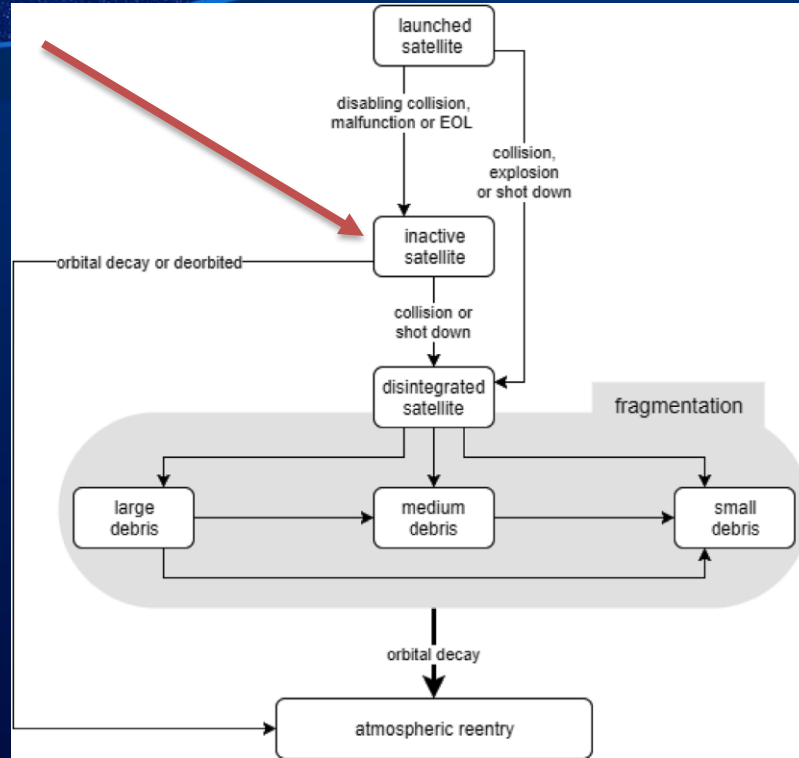 launched
satellite
disabling collision,
malfunction or EOL
collision,
explosion
or shot down
inactive
satellite
orbital decay or deorbited
collision or
shot down
disintegrated
satellite
fragmentation
large
debris
medium
debris
small
debris
orbital decay
atmospheric reentry